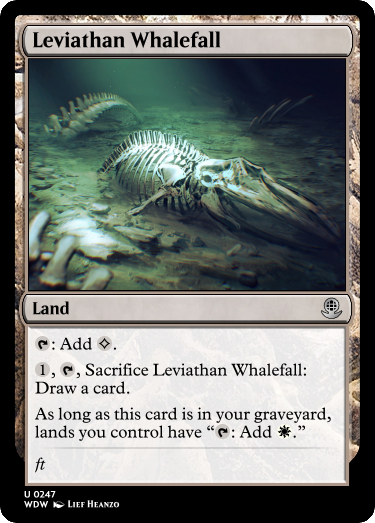 Leviathan Whalefall
Land
: Add .
1, , Sacrifice Leviathan Whalefall:
Draw a card.
As long as this card is in your graveyard,
lands you control have “: Add .”
ft
U 0247
WDW Lief Heanzo